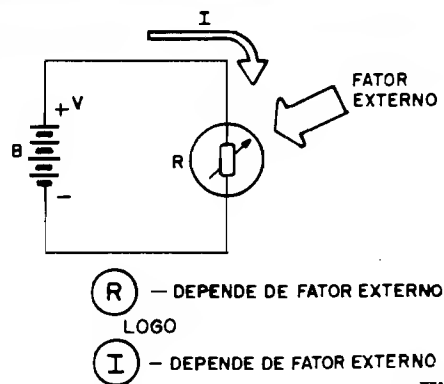 I
+ V
FATOR
EXTERNO
B
R
-
R - DEPENDE DE FATOR EXTERNO
LOGO
I - DEPENDE DE FATOR EXTERNO